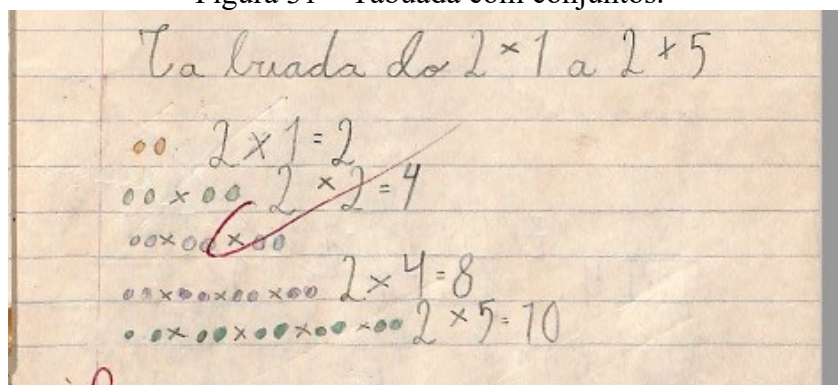 Figura 31 – Tabuada com conjuntos.
Ta buada do 2 × 1 a 2 × 5
2 × 1 = 2
× 2 × 2 = 4
× ×
× × × 2 × 4 = 8
× × × × 2 × 5 = 10